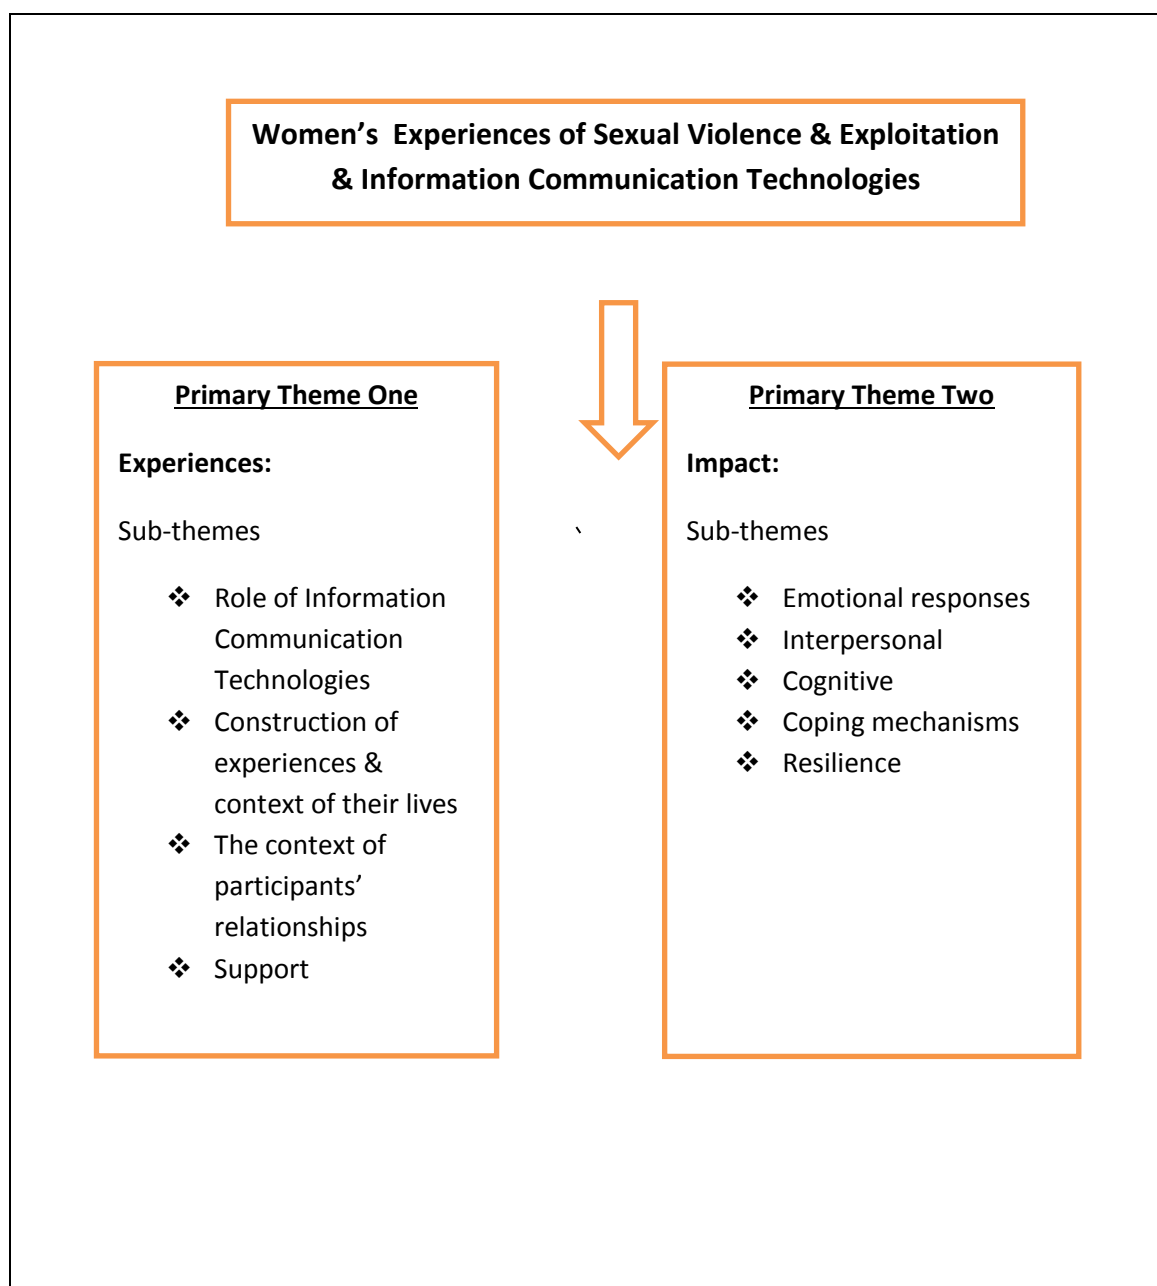 Women’s  Experiences of Sexual Violence & Exploitation
& Information Communication Technologies
Primary Theme One
Experiences:
Sub-themes
❖ Role of Information
Communication
Technologies
❖ Construction of
experiences &
context of their lives
❖ The context of
participants’
relationships
❖ Support
Primary Theme Two
Impact:
Sub-themes
❖ Emotional responses
❖ Interpersonal
❖ Cognitive
❖ Coping mechanisms
❖ Resilience